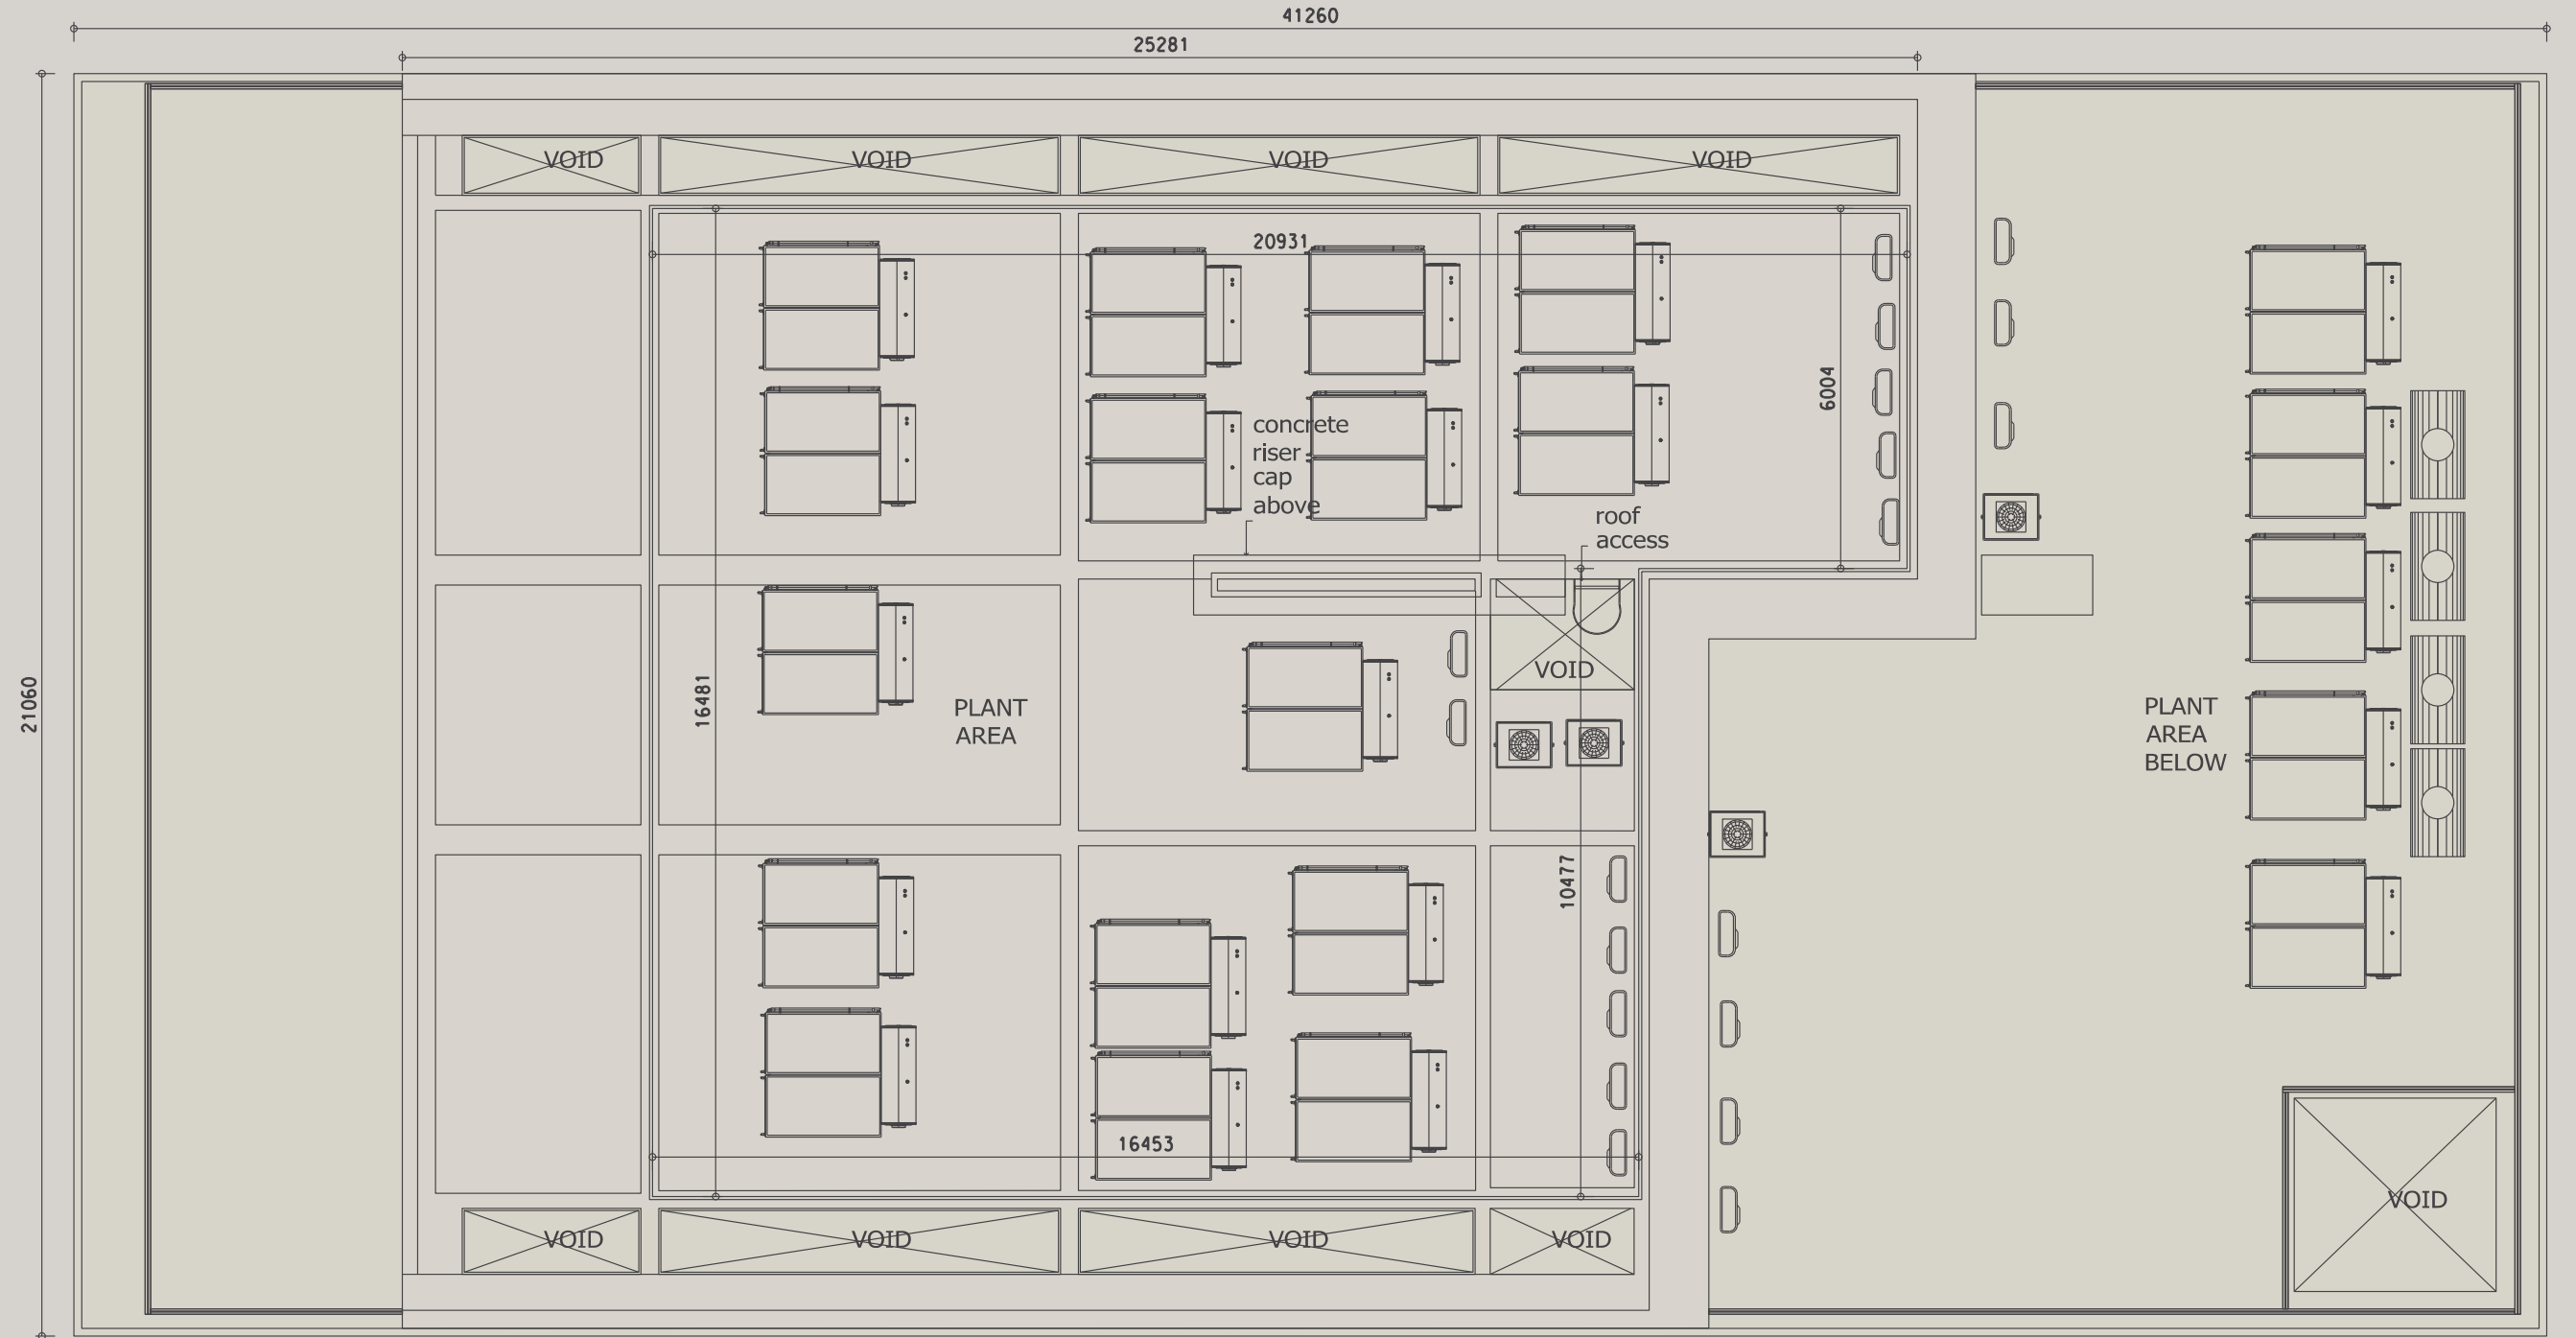 41260
25281
VOID
VOID
VOID
VOID
20931
6004
concrete
riser
cap
above
roof
access
VOID
21060
16481
PLANT
AREA
PLANT
AREA
BELOW
10477
16453
VOID
VOID
VOID
VOID
VOID